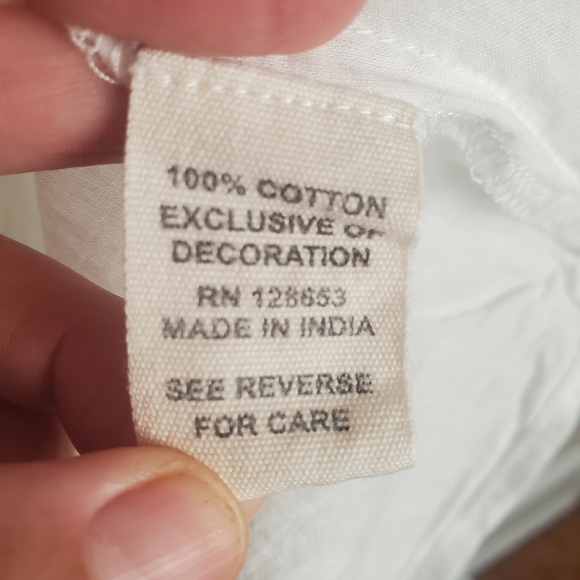 100% COTTON
EXCLUSIVE OF
DECORATION
RN 128653
MADE IN INDIA
SEE REVERSE
FOR CARE